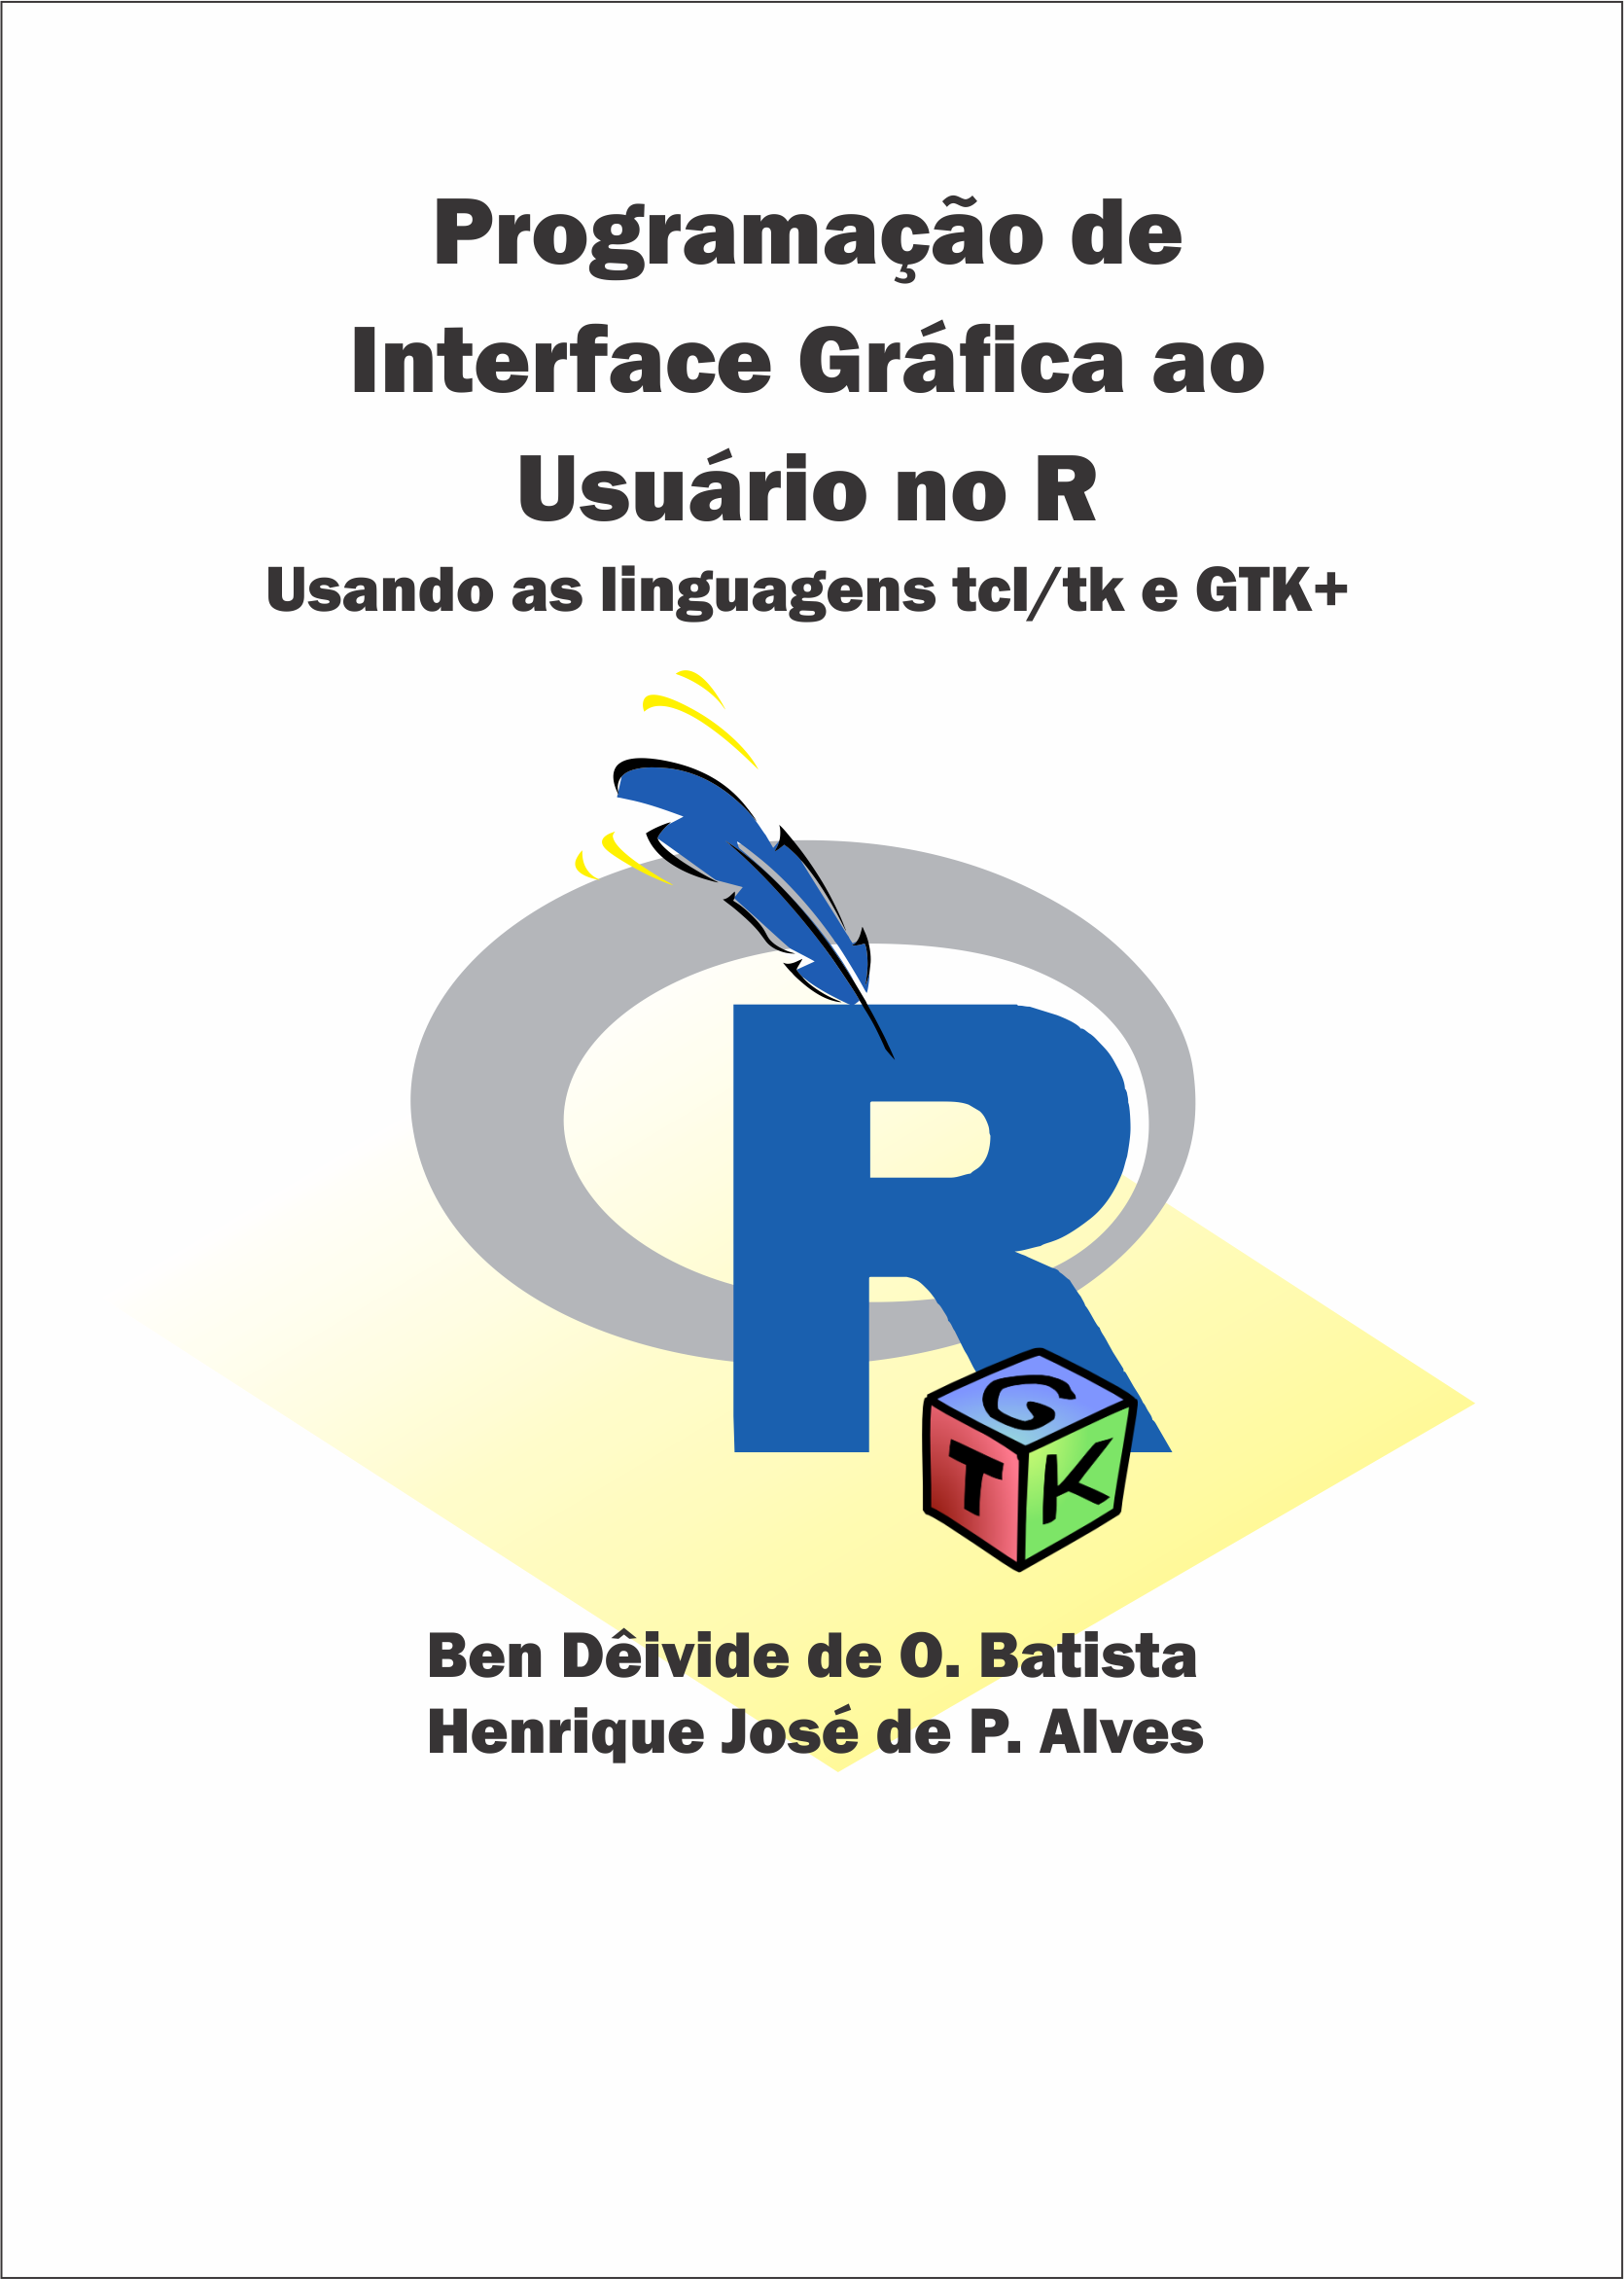 Programação de
Interface Gráfica ao
Usuário no R
Usando as linguagens tcl/tk e GTK+
R
G
T K
Ben Dêivide de O. Batista
Henrique José de P. Alves